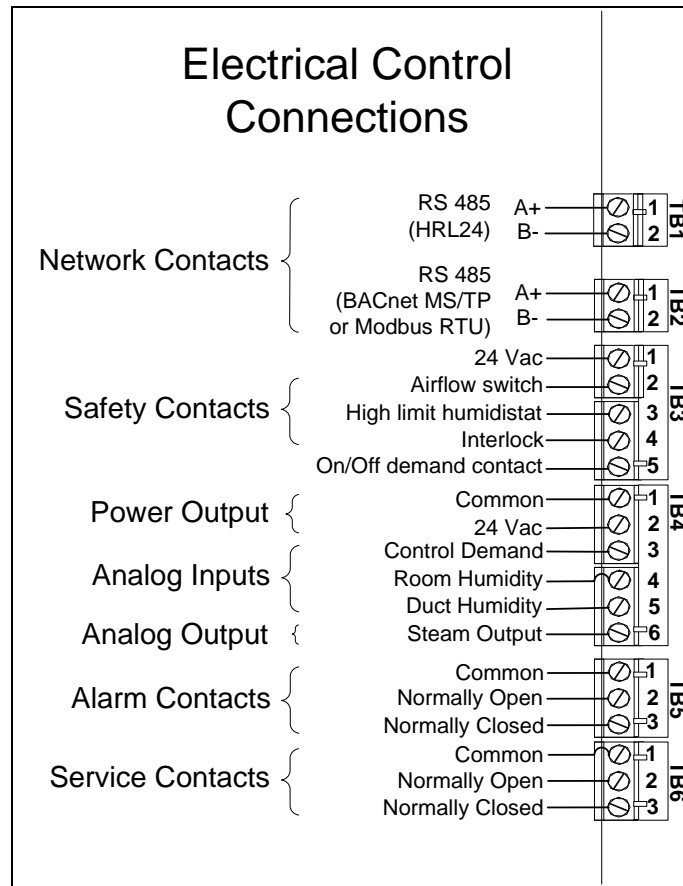 Electrical Control
Connections
Network Contacts
RS 485
(HRL24)
A+
B-
1
2
TB1
RS 485
(BACnet MS/TP
or Modbus RTU)
A+
B-
1
2
TB2
Safety Contacts
24 Vac 1
Airflow switch 2
High limit humidistat 3
Interlock 4
On/Off demand contact 5
TB3
Power Output
Common 1
24 Vac 2
Analog Inputs
Control Demand 3
Room Humidity 4
Duct Humidity 5
Analog Output
Steam Output 6
TB4
Alarm Contacts
Common 1
Normally Open 2
Normally Closed 3
TB5
Service Contacts
Common 1
Normally Open 2
Normally Closed 3
TB6